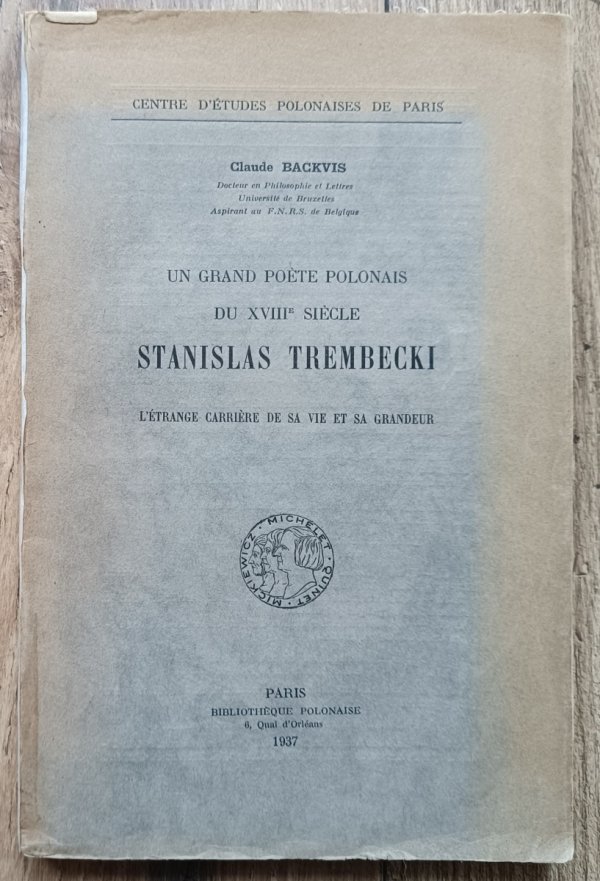 CENTRE D'ÉTUDES POLONAISES DE PARIS
Claude BACKVIS
Docteur en Philosophie et Lettres
Université de Bruxelles
Aspirant au F.N.R.S. de Belgique
UN GRAND POÈTE POLONAIS
DU XVIIIE SIÈCLE
STANISLAS TREMBECKI
L'ÉTRANGE CARRIÈRE DE SA VIE ET SA GRANDEUR
MICKIEWICZ · MICHELET · QUINET ·
PARIS
BIBLIOTHÈQUE POLONAISE
6, Quai d'Orléans
1937